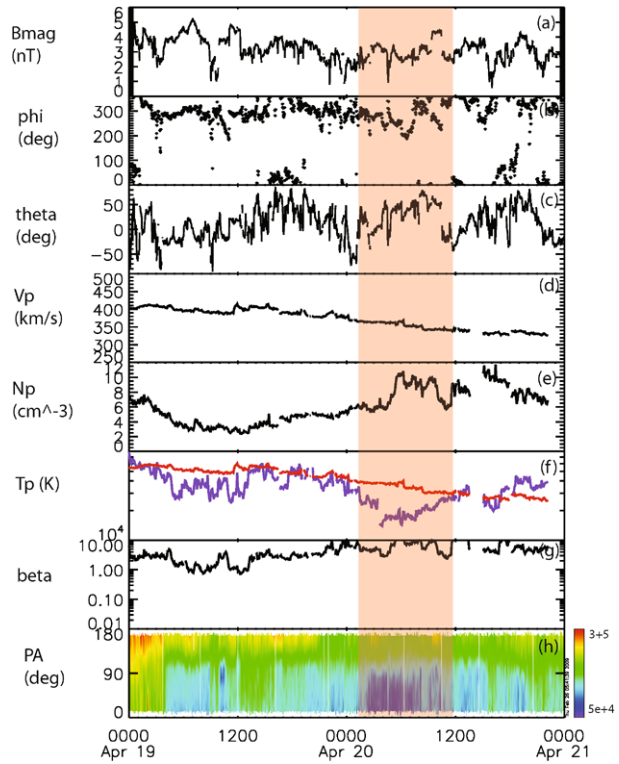 Bmag
(nT)
6
5
4
3
2
1
0
(a)
phi
(deg)
300
200
100
0
(b)
theta
(deg)
50
0
−50
(c)
Vp
(km/s)
500
450
400
350
300
250
(d)
Np
(cm^-3)
12
10
8
6
4
2
0
(e)
Tp (K)
10⁴
(f)
beta
10.00
1.00
0.10
0.01
(g)
PA
(deg)
180
90
0
(h)
3+5
5e+4
0000 1200 0000 1200 0000
Apr 19 Apr 20 Apr 21